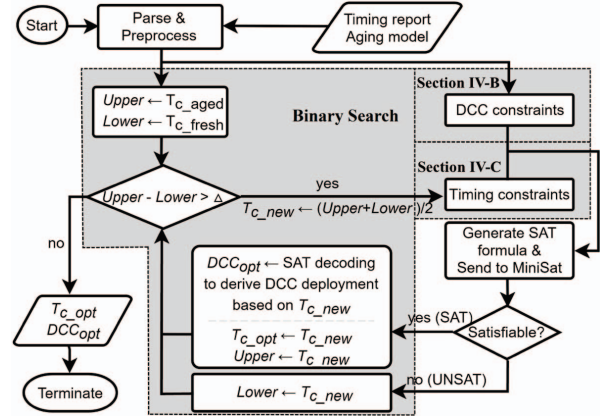 Start
Parse &
Preprocess
Timing report
Aging model
Upper ← T_c_aged
Lower ← T_c_fresh
Binary Search
Section IV-B
DCC constraints
Section IV-C
Timing constraints
Upper - Lower > Δ
yes
T_c_new ← (Upper+Lower)/2
no
Generate SAT
formula &
Send to MiniSat
DCC_opt ← SAT decoding
to derive DCC deployment
based on T_c_new
T_c_opt ← T_c_new
Upper ← T_c_new
yes (SAT)
Satisfiable?
T_c_opt
DCC_opt
no (UNSAT)
Lower ← T_c_new
Terminate